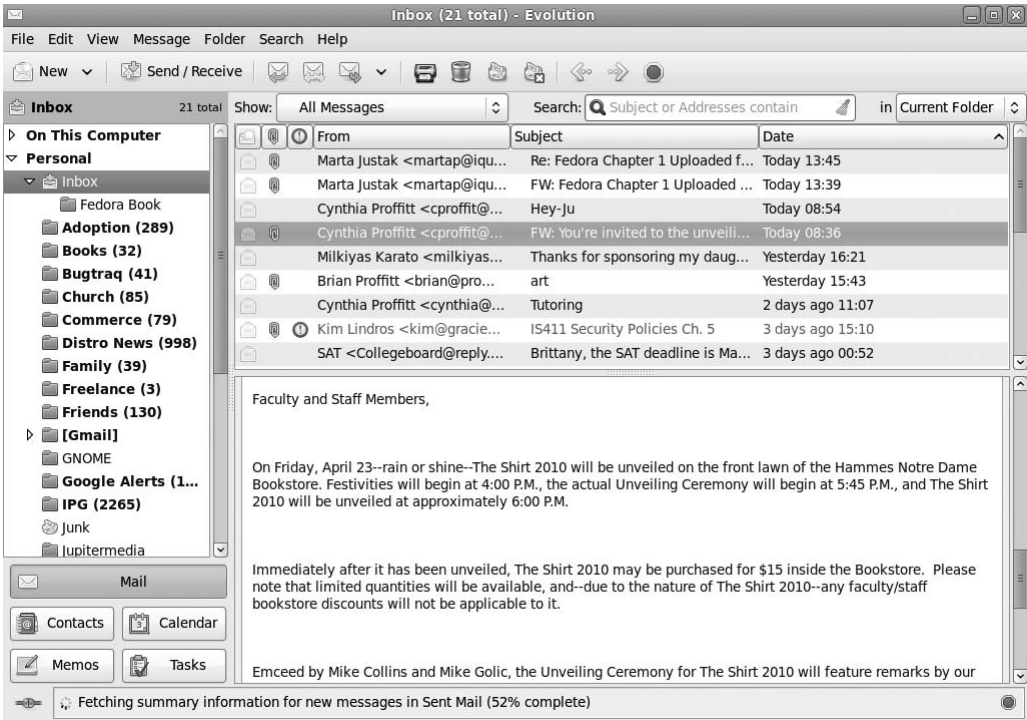 Inbox (21 total) - Evolution
File Edit View Message Folder Search Help
New Send / Receive
Inbox 21 total
Show: All Messages Search: Subject or Addresses contain in Current Folder
On This Computer
Personal
Inbox
Fedora Book
Adoption (289)
Books (32)
Bugtraq (41)
Church (85)
Commerce (79)
Distro News (998)
Family (39)
Freelance (3)
Friends (130)
[Gmail]
GNOME
Google Alerts (1...
IPG (2265)
Junk
Jupitermedia
Mail
Contacts Calendar
Memos Tasks
From Subject Date
Marta Justak <martap@iqu... Re: Fedora Chapter 1 Uploaded f... Today 13:45
Marta Justak <martap@iqu... FW: Fedora Chapter 1 Uploaded ... Today 13:39
Cynthia Proffitt <cproffit@... Hey-Ju Today 08:54
Cynthia Proffitt <cproffit@... FW: You're invited to the unveili... Today 08:36
Milkiyas Karato <milkiyas... Thanks for sponsoring my daug... Yesterday 16:21
Brian Proffitt <brian@pro... art Yesterday 15:43
Cynthia Proffitt <cynthia@... Tutoring 2 days ago 11:07
Kim Lindros <kim@gracie... IS411 Security Policies Ch. 5 3 days ago 15:10
SAT <Collegeboard@reply.... Brittany, the SAT deadline is Ma... 3 days ago 00:52
Faculty and Staff Members,
On Friday, April 23--rain or shine--The Shirt 2010 will be unveiled on the front lawn of the Hammes Notre Dame
Bookstore. Festivities will begin at 4:00 P.M., the actual Unveiling Ceremony will begin at 5:45 P.M., and The Shirt
2010 will be unveiled at approximately 6:00 P.M.
Immediately after it has been unveiled, The Shirt 2010 may be purchased for $15 inside the Bookstore. Please
note that limited quantities will be available, and--due to the nature of The Shirt 2010--any faculty/staff
bookstore discounts will not be applicable to it.
Emceed by Mike Collins and Mike Golic, the Unveiling Ceremony for The Shirt 2010 will feature remarks by our
Fetching summary information for new messages in Sent Mail (52% complete)